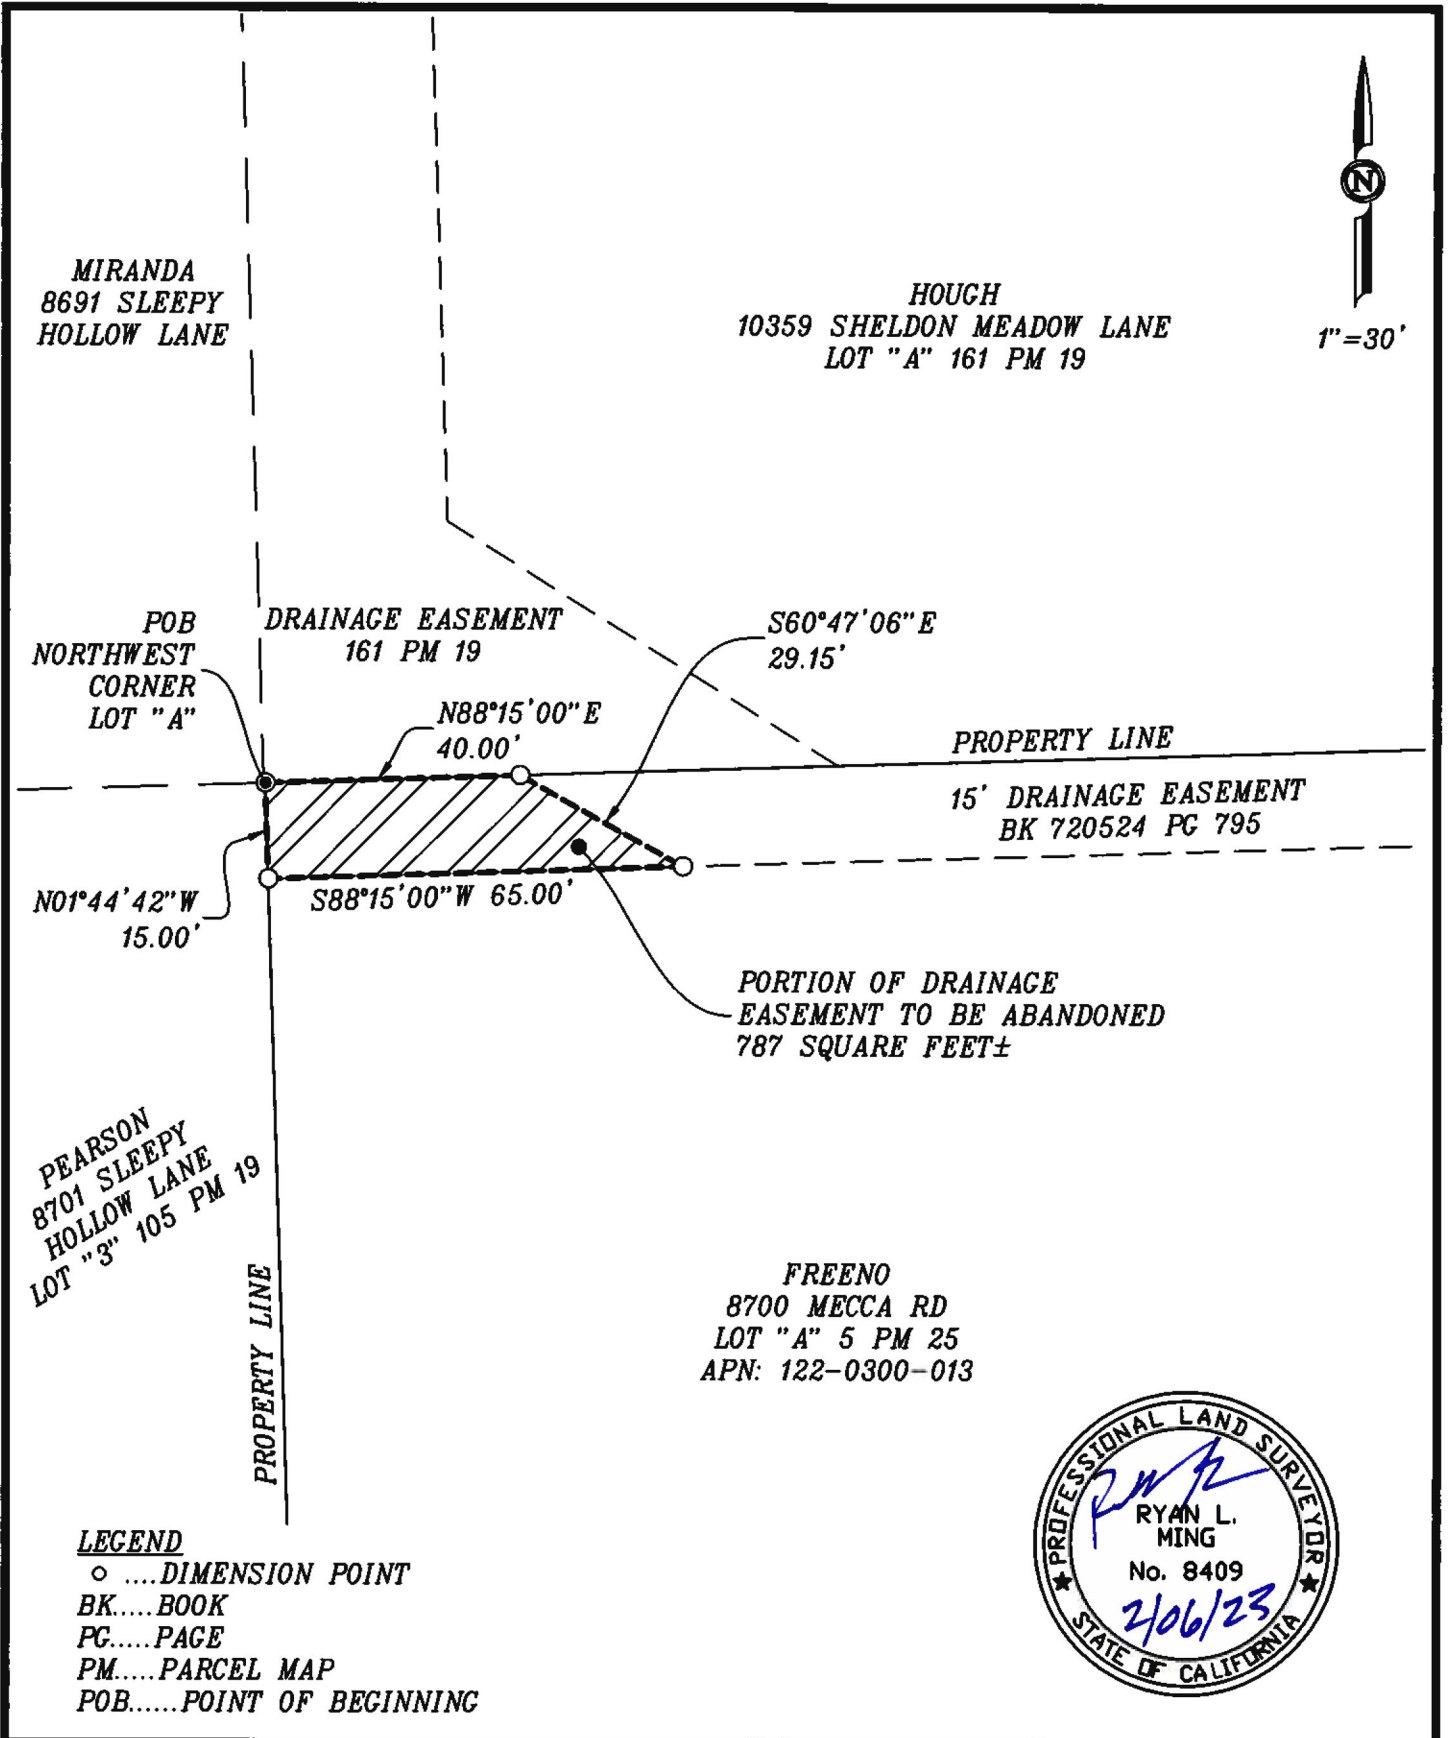 N
1"=30'
MIRANDA
8691 SLEEPY
HOLLOW LANE
HOUGH
10359 SHELDON MEADOW LANE
LOT "A" 161 PM 19
POB
NORTHWEST
CORNER
LOT "A"
DRAINAGE EASEMENT
161 PM 19
S60°47'06"E
29.15'
N88°15'00"E
40.00'
PROPERTY LINE
15' DRAINAGE EASEMENT
BK 720524 PG 795
N01°44'42"W
15.00'
S88°15'00"W 65.00'
PORTION OF DRAINAGE
EASEMENT TO BE ABANDONED
787 SQUARE FEET±
PEARSON
8701 SLEEPY
HOLLOW LANE
LOT "3" 105 PM 19
PROPERTY LINE
FREENO
8700 MECCA RD
LOT "A" 5 PM 25
APN: 122-0300-013
LEGEND
○ ....DIMENSION POINT
BK.....BOOK
PG.....PAGE
PM.....PARCEL MAP
POB......POINT OF BEGINNING
PROFESSIONAL LAND SURVEYOR
RYAN L.
MING
No. 8409
2/06/23
STATE OF CALIFORNIA